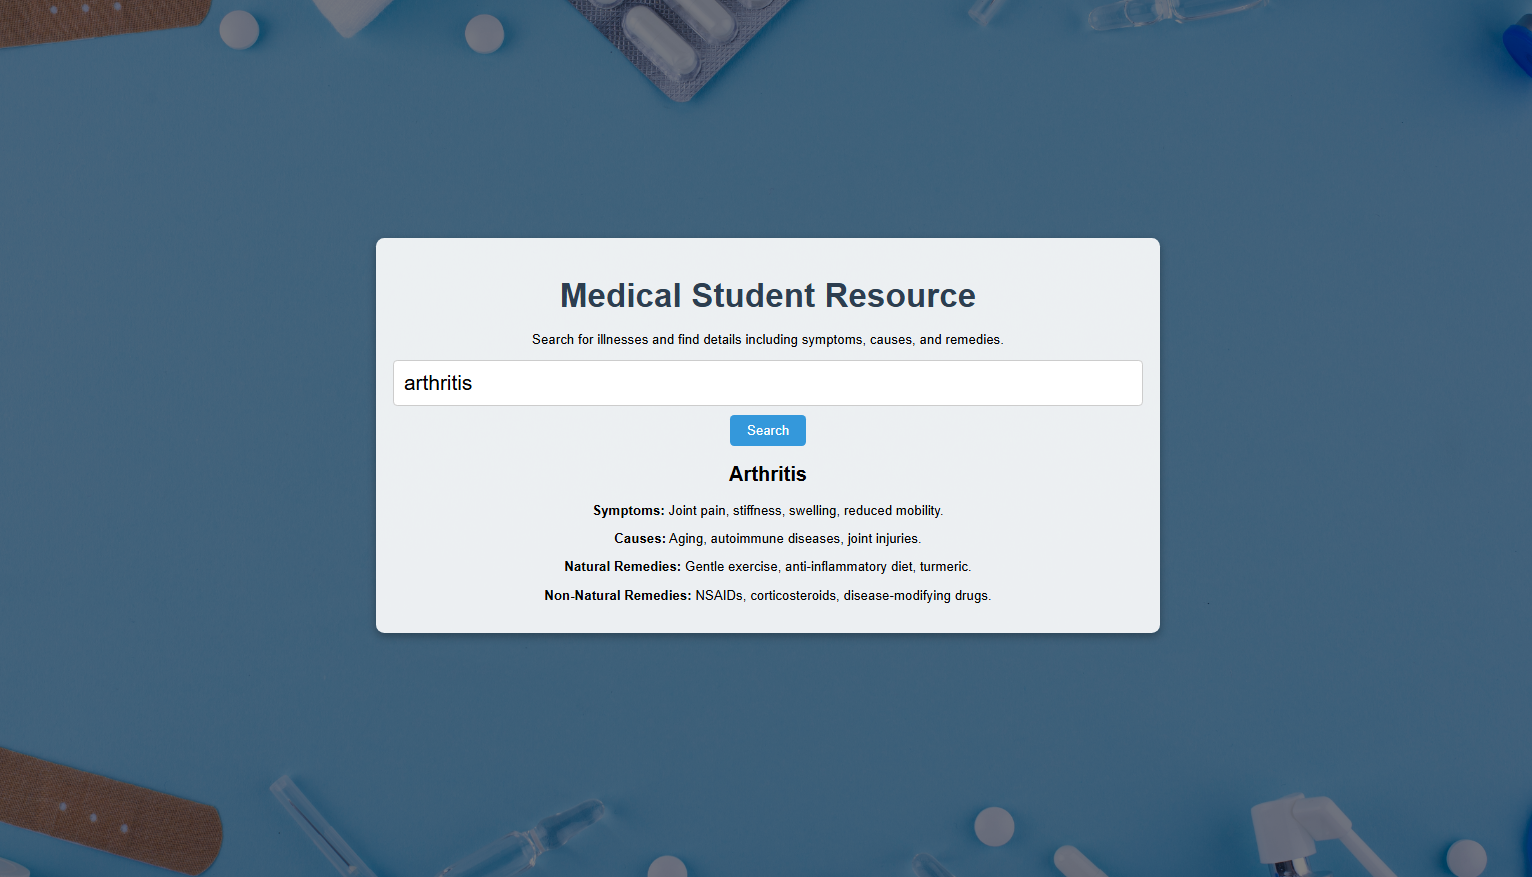 Medical Student Resource
Search for illnesses and find details including symptoms, causes, and remedies.
arthritis
Search
Arthritis
Symptoms: Joint pain, stiffness, swelling, reduced mobility.
Causes: Aging, autoimmune diseases, joint injuries.
Natural Remedies: Gentle exercise, anti-inflammatory diet, turmeric.
Non-Natural Remedies: NSAIDs, corticosteroids, disease-modifying drugs.